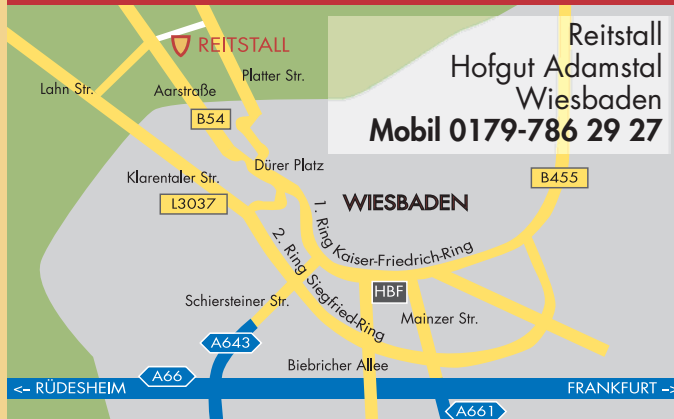 Reitstall
Hofgut Adamstal
Wiesbaden
Mobil 0179-786 29 27
REITSTALL
Platter Str.
Lahn Str.
Aarstraße
B54
Dürer Platz
Klarentaler Str.
B455
L3037
WIESBADEN
1. Ring Kaiser-Friedrich-Ring
2. Ring Siegfried-Ring
HBF
Schiersteiner Str.
Mainzer Str.
A643
Biebricher Allee
A66
<- RÜDESHEIM
FRANKFURT ->
A661